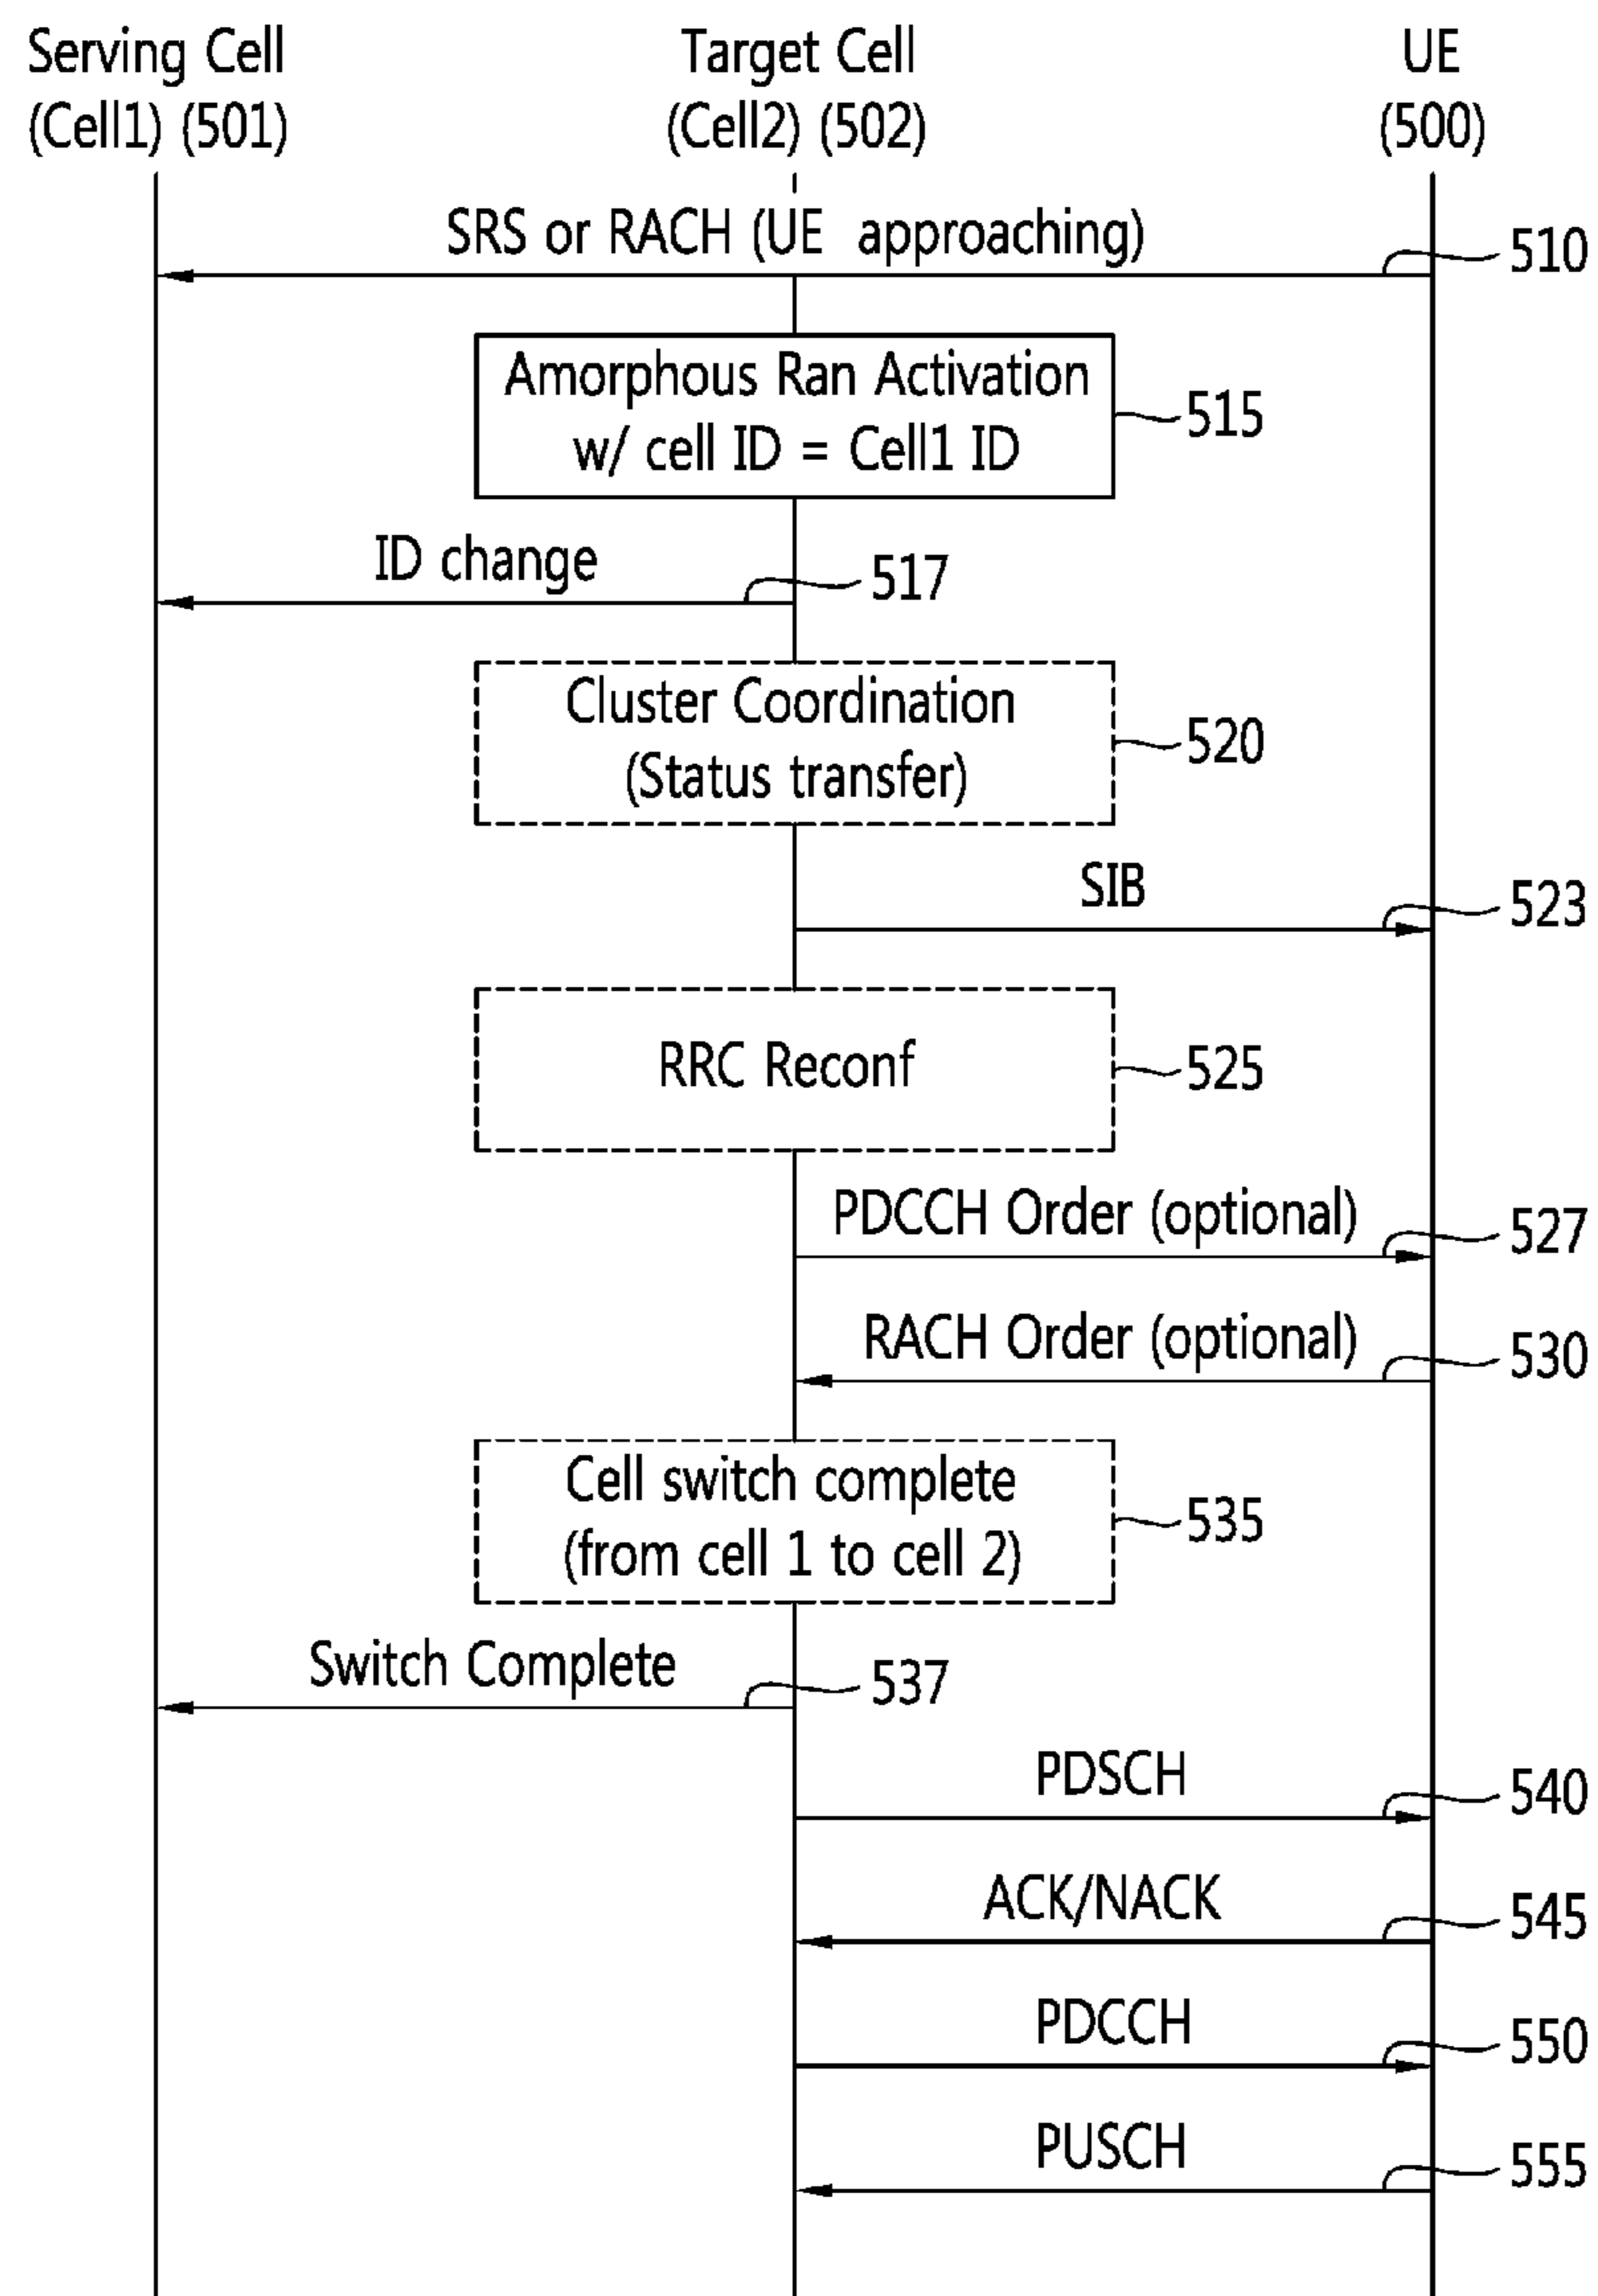 Serving Cell
(Cell1) (501)
Target Cell
(Cell2) (502)
UE
(500)
SRS or RACH (UE approaching)
510
Amorphous Ran Activation
w/ cell ID = Cell1 ID
515
ID change
517
Cluster Coordination
(Status transfer)
520
SIB
523
RRC Reconf
525
PDCCH Order (optional)
527
RACH Order (optional)
530
Cell switch complete
(from cell 1 to cell 2)
535
Switch Complete
537
PDSCH
540
ACK/NACK
545
PDCCH
550
PUSCH
555